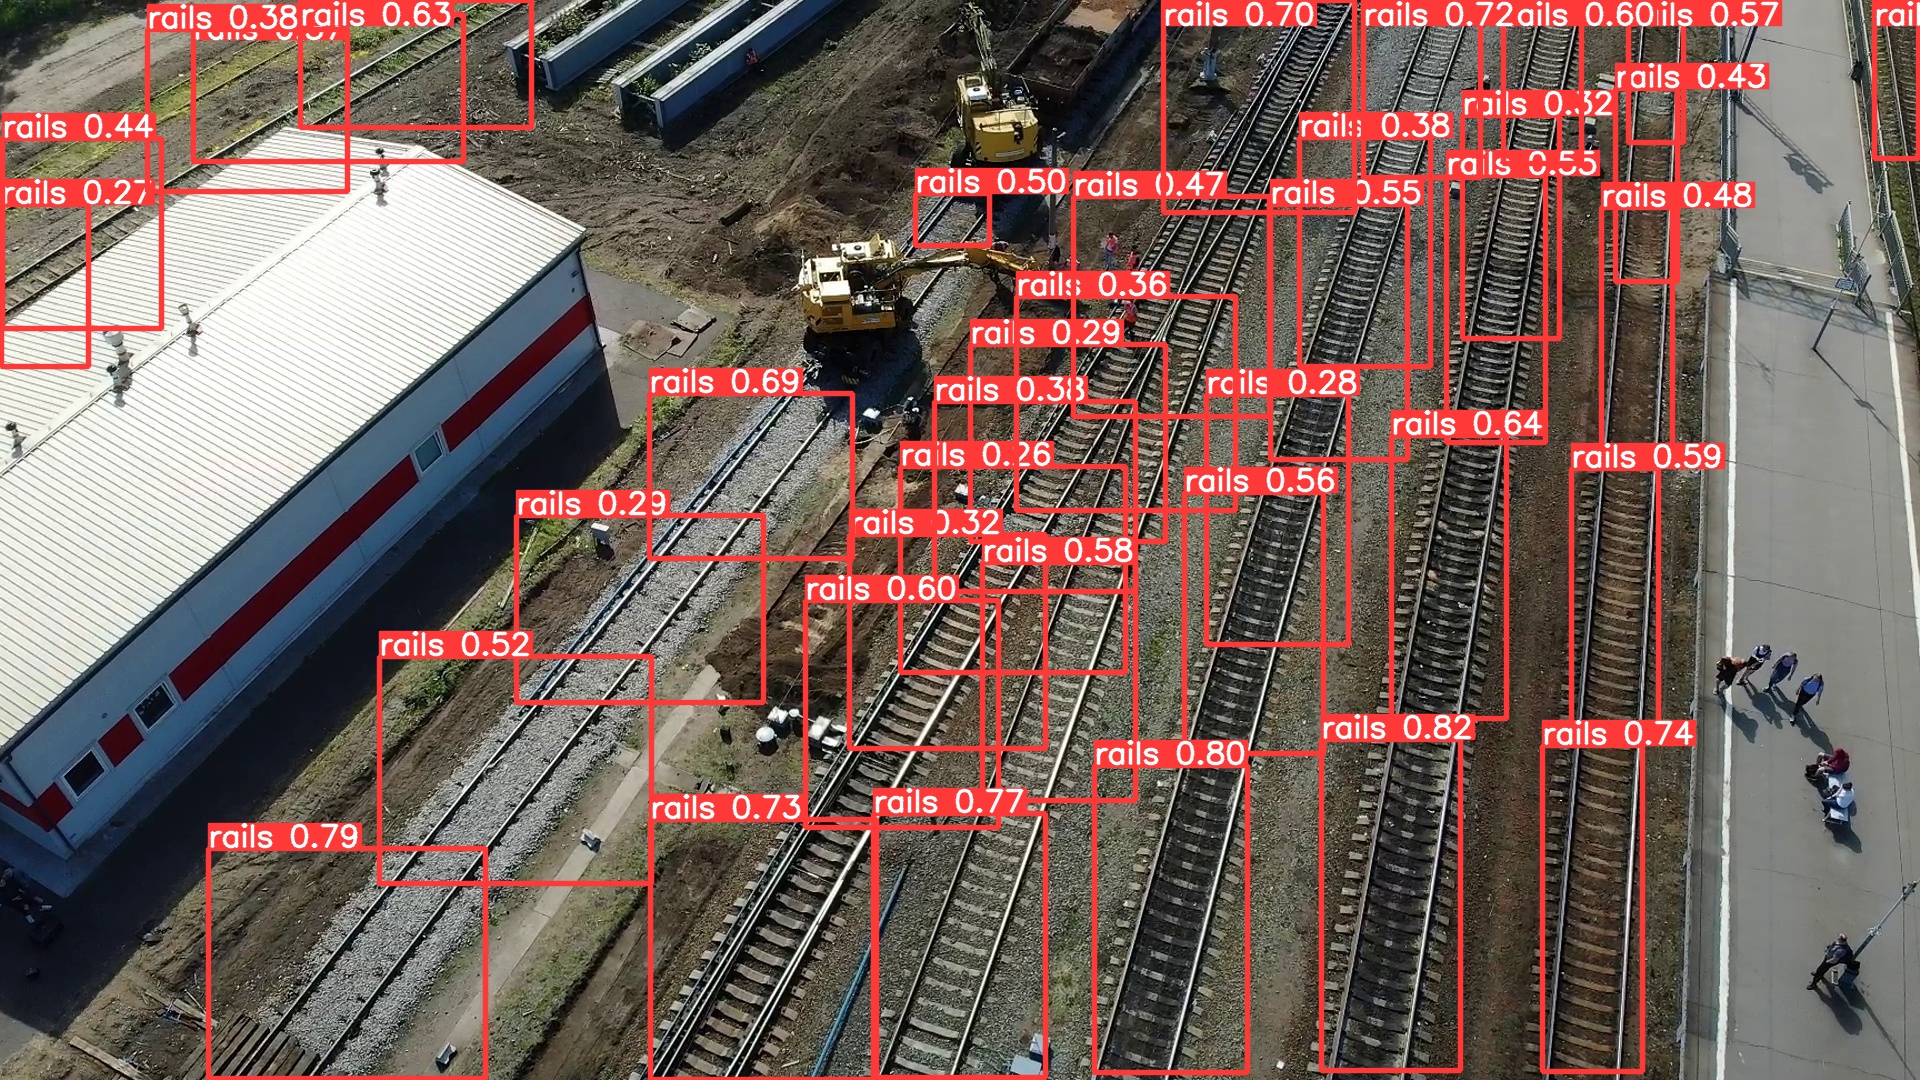 rails 0.38
rails 0.63
rails 0.70
rails 0.72
ails 0.60
ils 0.57
rail
rails 0.43
rails 0.32
rails 0.44
rails 0.38
rails 0.55
rails 0.50
rails 0.47
rails 0.55
rails 0.48
rails 0.27
rails 0.36
rails 0.29
rails 0.69
rails 0.38
rails 0.28
rails 0.64
rails 0.26
rails 0.59
rails 0.56
rails 0.29
rails 0.32
rails 0.58
rails 0.60
rails 0.52
rails 0.82
rails 0.74
rails 0.80
rails 0.73
rails 0.77
rails 0.79